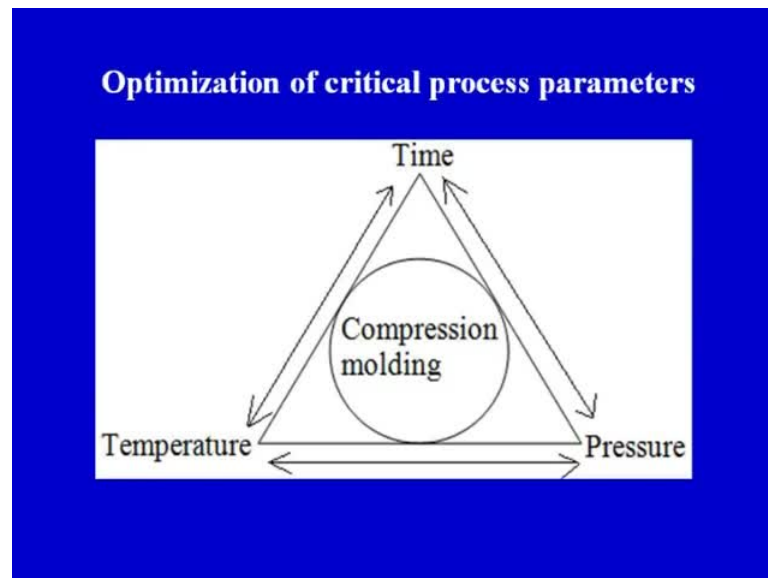 Optimization of critical process parameters
Time
Compression
molding
Temperature
Pressure